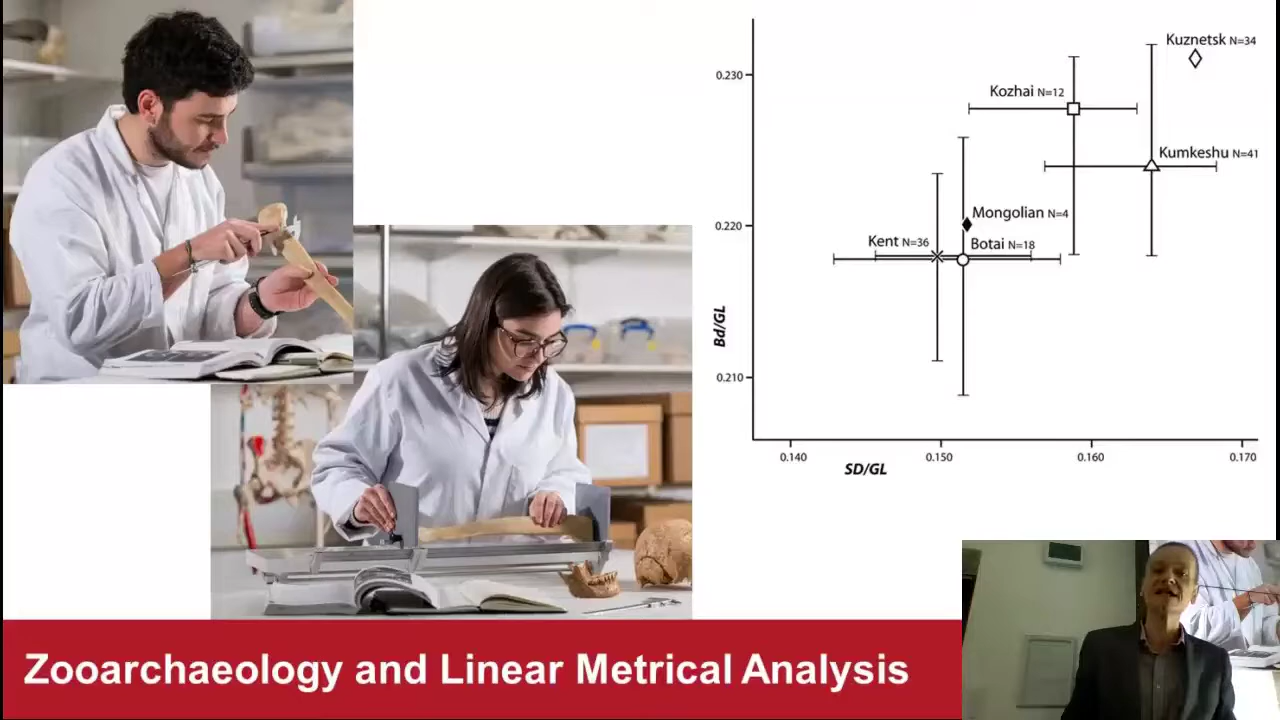 Kuznetsk N=34
0.230
Kozhai N=12
Kumkeshu N=41
Mongolian N=4
0.220
Kent N=36
Botai N=18
Bd/GL
0.210
0.140
0.150
0.160
0.170
SD/GL
Zooarchaeology and Linear Metrical Analysis